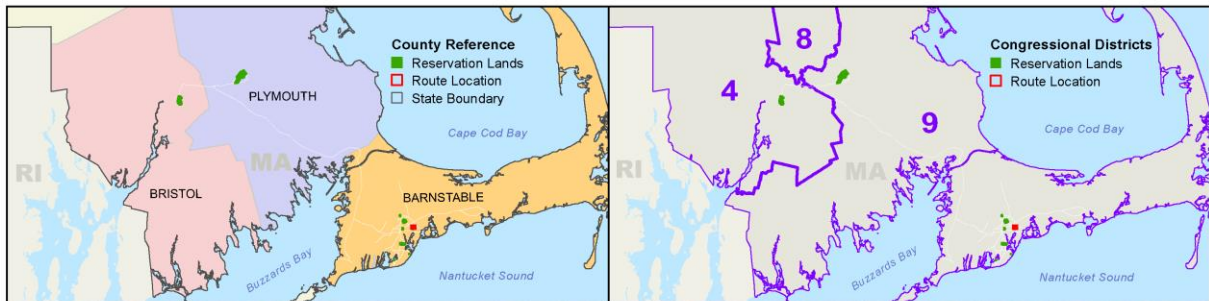 County Reference
Reservation Lands
Route Location
State Boundary
PLYMOUTH
Cape Cod Bay
RI
MA
BRISTOL
BARNSTABLE
Buzzards Bay
Nantucket Sound
8
Congressional Districts
Reservation Lands
Route Location
4
9
Cape Cod Bay
RI
MA
Buzzards Bay
Nantucket Sound